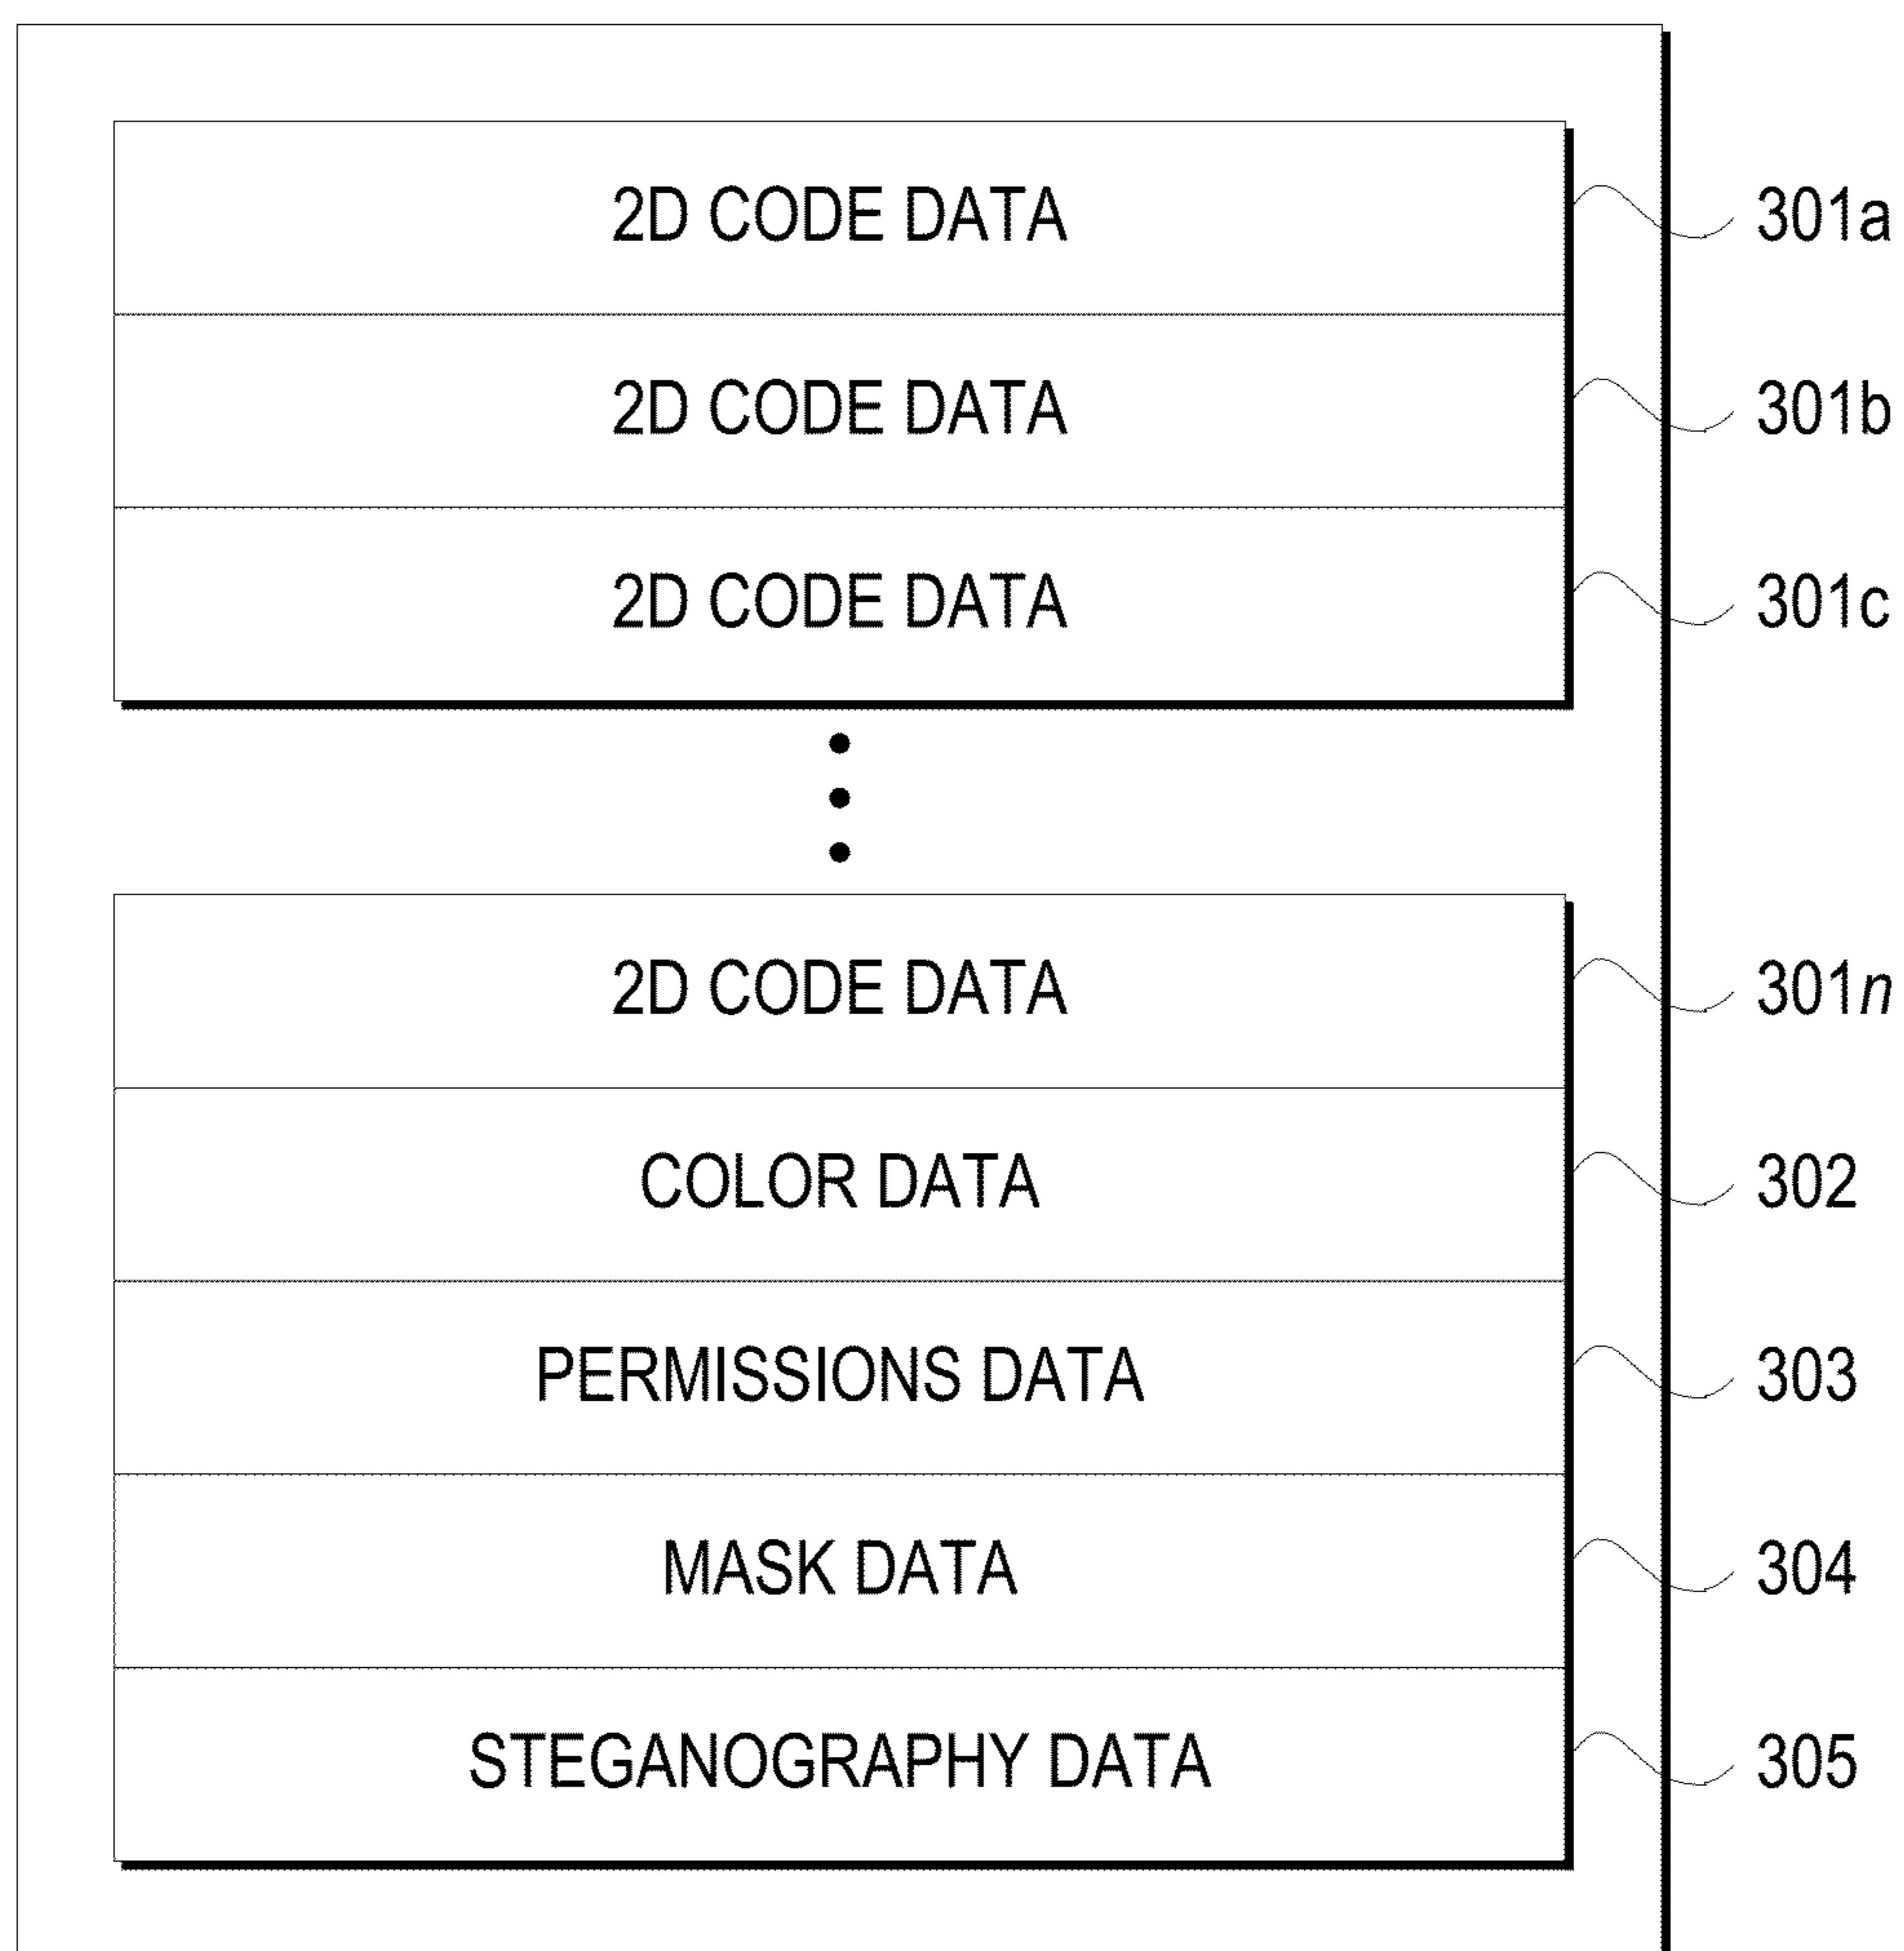 2D CODE DATA 301a
2D CODE DATA 301b
2D CODE DATA 301c
2D CODE DATA 301n
COLOR DATA 302
PERMISSIONS DATA 303
MASK DATA 304
STEGANOGRAPHY DATA 305